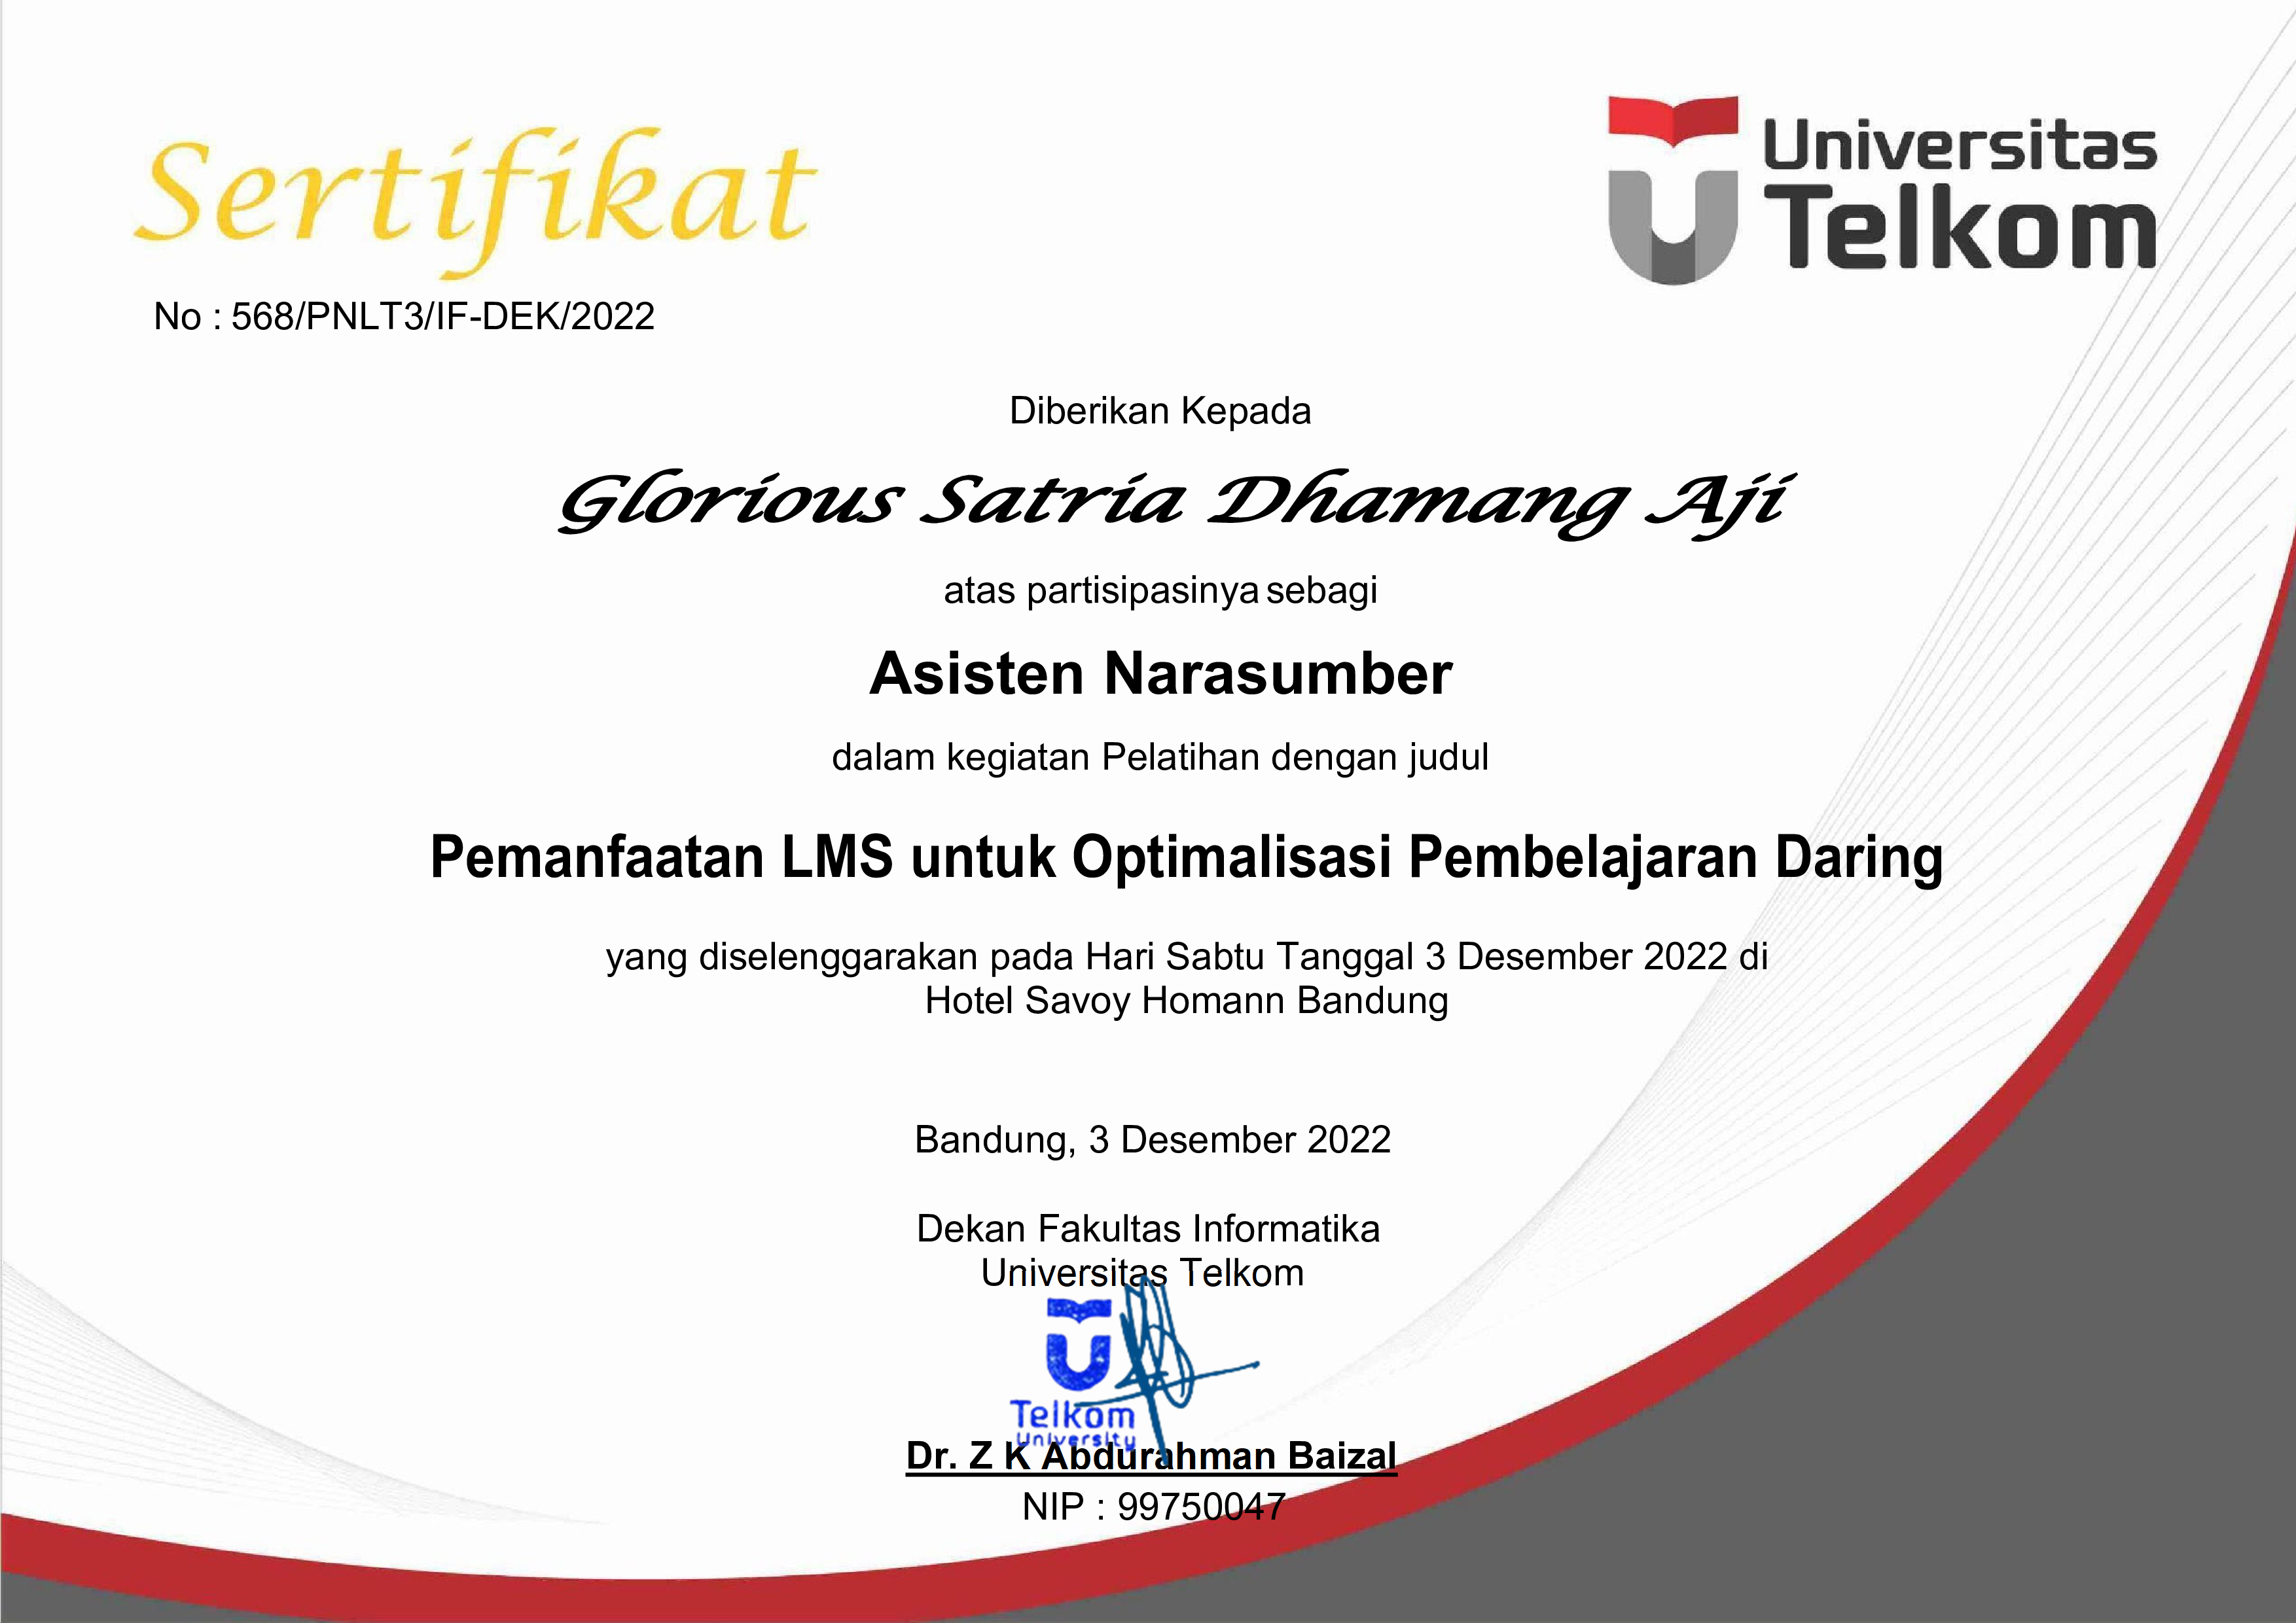 Sertifikat
Universitas
Telkom
No : 568/PNLT3/IF-DEK/2022
Diberikan Kepada
Glorious Satria Dhamang Aji
atas partisipasinya sebagi
Asisten Narasumber
dalam kegiatan Pelatihan dengan judul
Pemanfaatan LMS untuk Optimalisasi Pembelajaran Daring
yang diselenggarakan pada Hari Sabtu Tanggal 3 Desember 2022 di
Hotel Savoy Homann Bandung
Bandung, 3 Desember 2022
Dekan Fakultas Informatika
Universitas Telkom
Telkom
University
Dr. Z K Abdurahman Baizal
NIP : 99750047